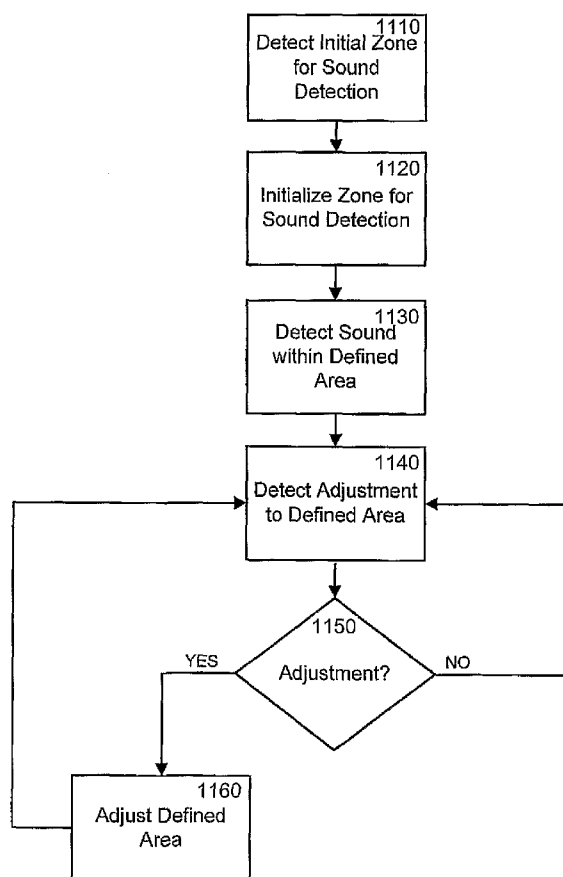 1110
Detect Initial Zone
for Sound
Detection
1120
Initialize Zone for
Sound Detection
1130
Detect Sound
within Defined
Area
1140
Detect Adjustment
to Defined Area
1150
Adjustment?
YES
NO
1160
Adjust Defined
Area